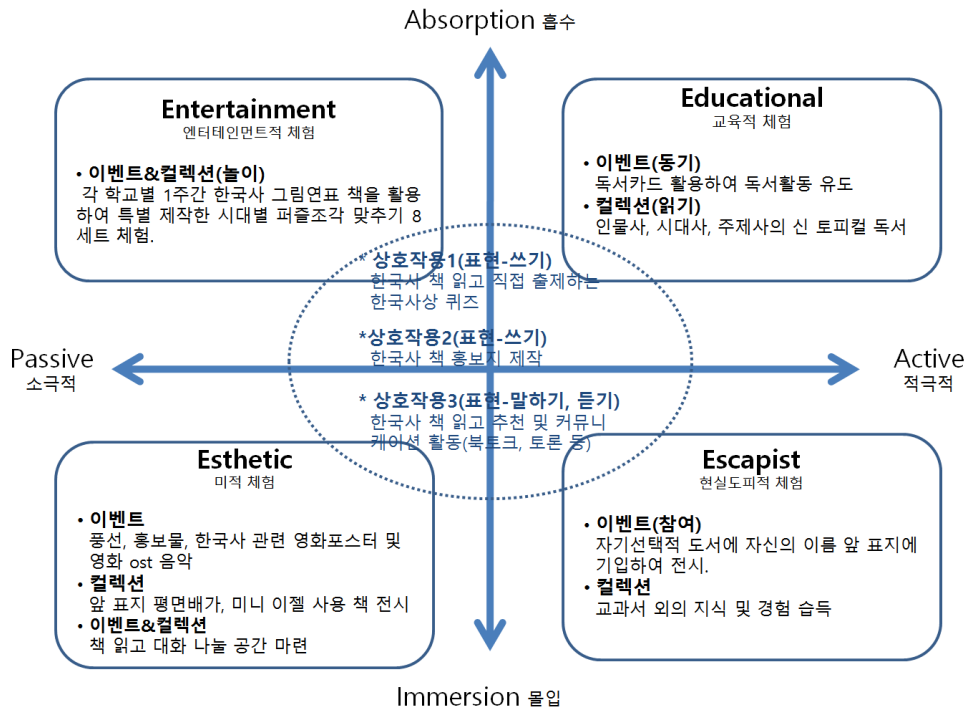 Absorption 흡수
Entertainment
엔터테인먼트적 체험
• 이벤트&컬렉션(놀이)
각 학교별 1주간 한국사 그림연표 책을 활용
하여 특별 제작한 시대별 퍼즐조각 맞추기 8
세트 체험.
Educational
교육적 체험
• 이벤트(동기)
독서카드 활용하여 독서활동 유도
• 컬렉션(읽기)
인물사, 시대사, 주제사의 신 토피컬 독서
* 상호작용1(표현-쓰기)
한국사 책 읽고 직접 출제하는
한국사상 퀴즈
*상호작용2(표현-쓰기)
한국사 책 홍보지 제작
* 상호작용3(표현-말하기, 듣기)
한국사 책 읽고 추천 및 커뮤니
케이션 활동(북토크, 토론 등)
Passive
소극적
Active
적극적
Esthetic
미적 체험
• 이벤트
풍선, 홍보물, 한국사 관련 영화포스터 및
영화 ost 음악
• 컬렉션
앞 표지 평면배가, 미니 이젤 사용 책 전시
• 이벤트&컬렉션
책 읽고 대화 나눌 공간 마련
Escapist
현실도피적 체험
• 이벤트(참여)
자기선택적 도서에 자신의 이름 앞 표지에
기입하여 전시.
• 컬렉션
교과서 외의 지식 및 경험 습득
Immersion 몰입